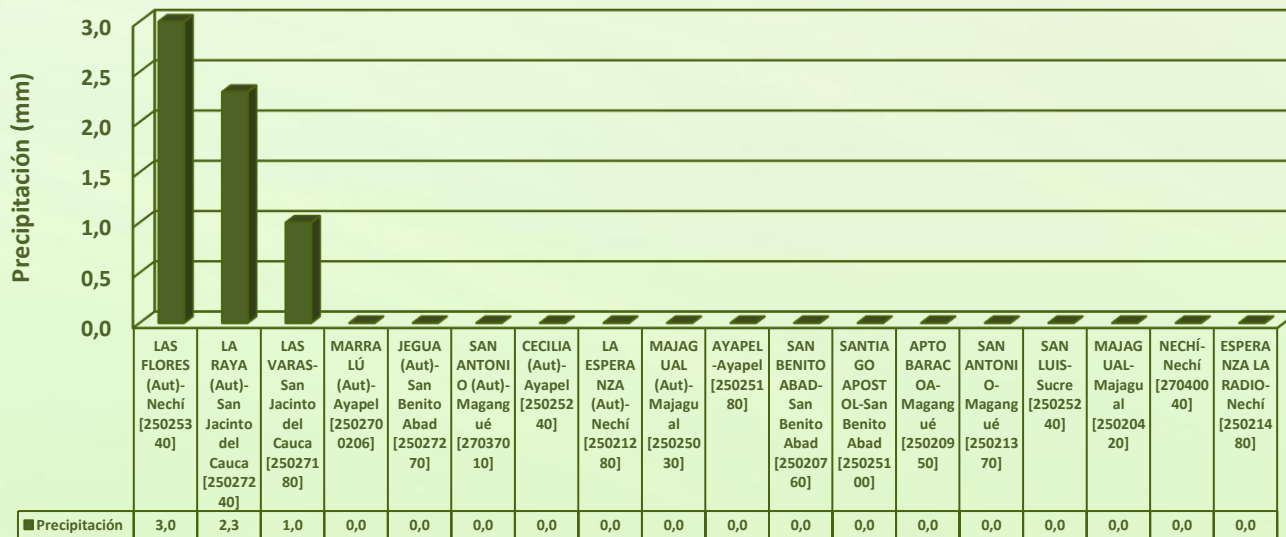 Precipitación (mm)
3,0
2,5
2,0
1,5
1,0
0,5
0,0
LAS
FLORES
(Aut)-
Nechí
[250253
40]
LA
RAYA
(Aut)-
San
Jacinto
del
Cauca
[250272
40]
LAS
VARAS-
San
Jacinto
del
Cauca
[250271
80]
MARRA
LÚ
(Aut)-
Ayapel
[250270
0206]
JEGUA
(Aut)-
San
Benito
Abad
[250272
70]
SAN
ANTONI
O (Aut)-
Magang
ué
[270370
10]
CECILIA
(Aut)-
Ayapel
[250252
40]
LA
ESPERA
NZA
(Aut)-
Nechí
[250212
80]
MAJAG
UAL
(Aut)-
Majagu
al
[250250
30]
AYAPEL
-Ayapel
[250251
80]
SAN
BENITO
ABAD-
San
Benito
Abad
[250207
60]
SANTIA
GO
APOST
OL-San
Benito
Abad
[250251
00]
APTO
BARAC
OA-
Magang
ué
[250209
50]
SAN
ANTONI
O-
Magang
ué
[250213
70]
SAN
LUIS-
Sucre
[250252
40]
MAJAG
UAL-
Majagu
al
[250204
20]
NECHÍ-
Nechí
[270400
40]
ESPERA
NZA LA
RADIO-
Nechí
[250214
80]
Precipitación 3,0 2,3 1,0 0,0 0,0 0,0 0,0 0,0 0,0 0,0 0,0 0,0 0,0 0,0 0,0 0,0 0,0 0,0